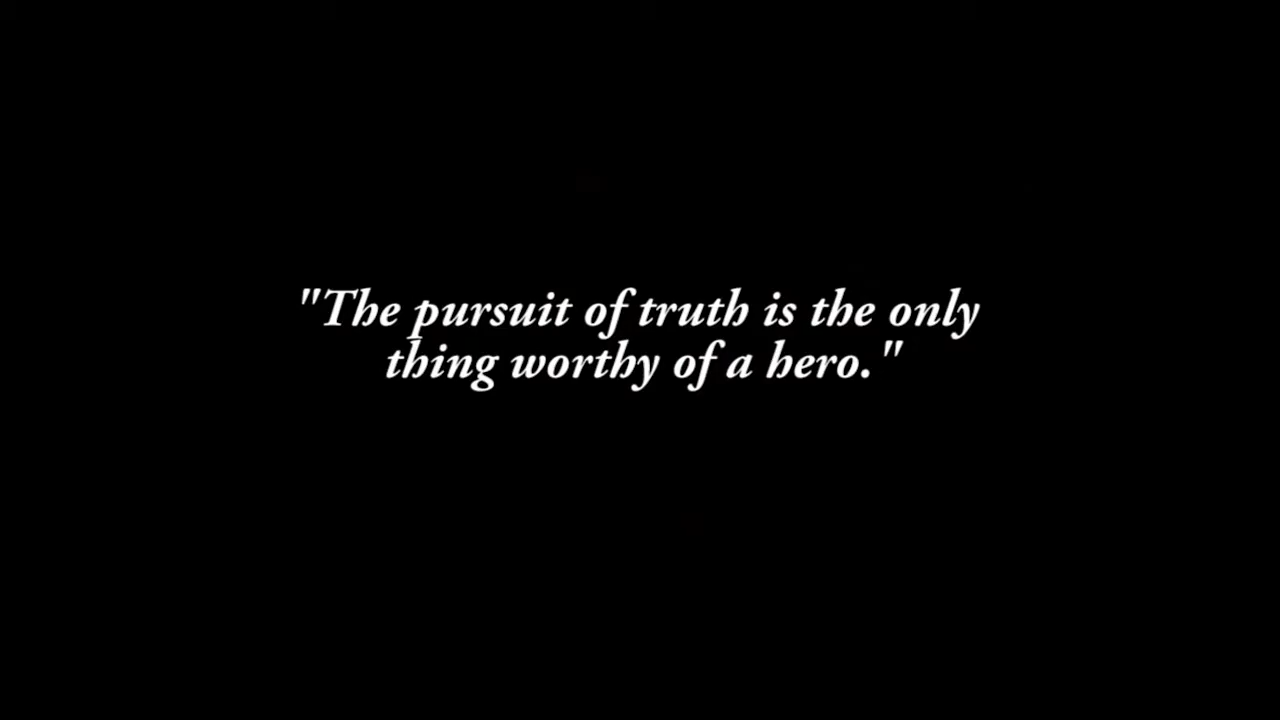 "The pursuit of truth is the only
thing worthy of a hero."